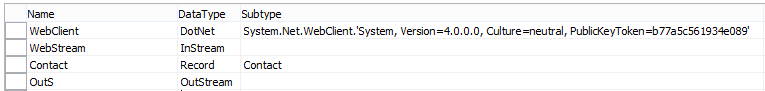 Name DataType Subtype
WebClient DotNet System.Net.WebClient.'System, Version=4.0.0.0, Culture=neutral, PublicKeyToken=b77a5c561934e089'
WebStream InStream
Contact Record Contact
OutS OutStream